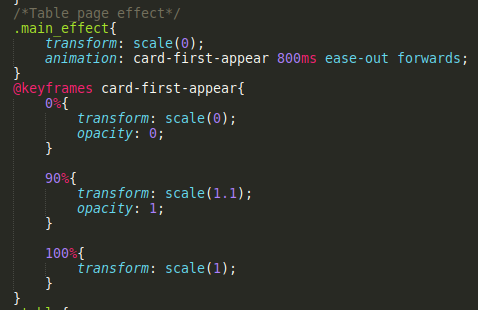 }
/*Table page effect*/
.main_effect{
    transform: scale(0);
    animation: card-first-appear 800ms ease-out forwards;
}
@keyframes card-first-appear{
    0%{
        transform: scale(0);
        opacity: 0;
    }
    90%{
        transform: scale(1.1);
        opacity: 1;
    }
    100%{
        transform: scale(1);
    }
}
.table{